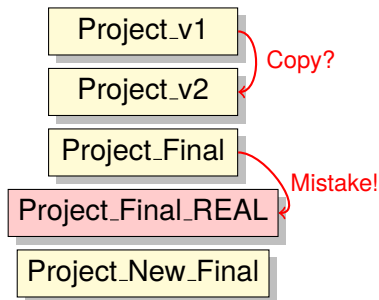 Project_v1
Copy?
Project_v2
Project_Final
Mistake!
Project_Final_REAL
Project_New_Final